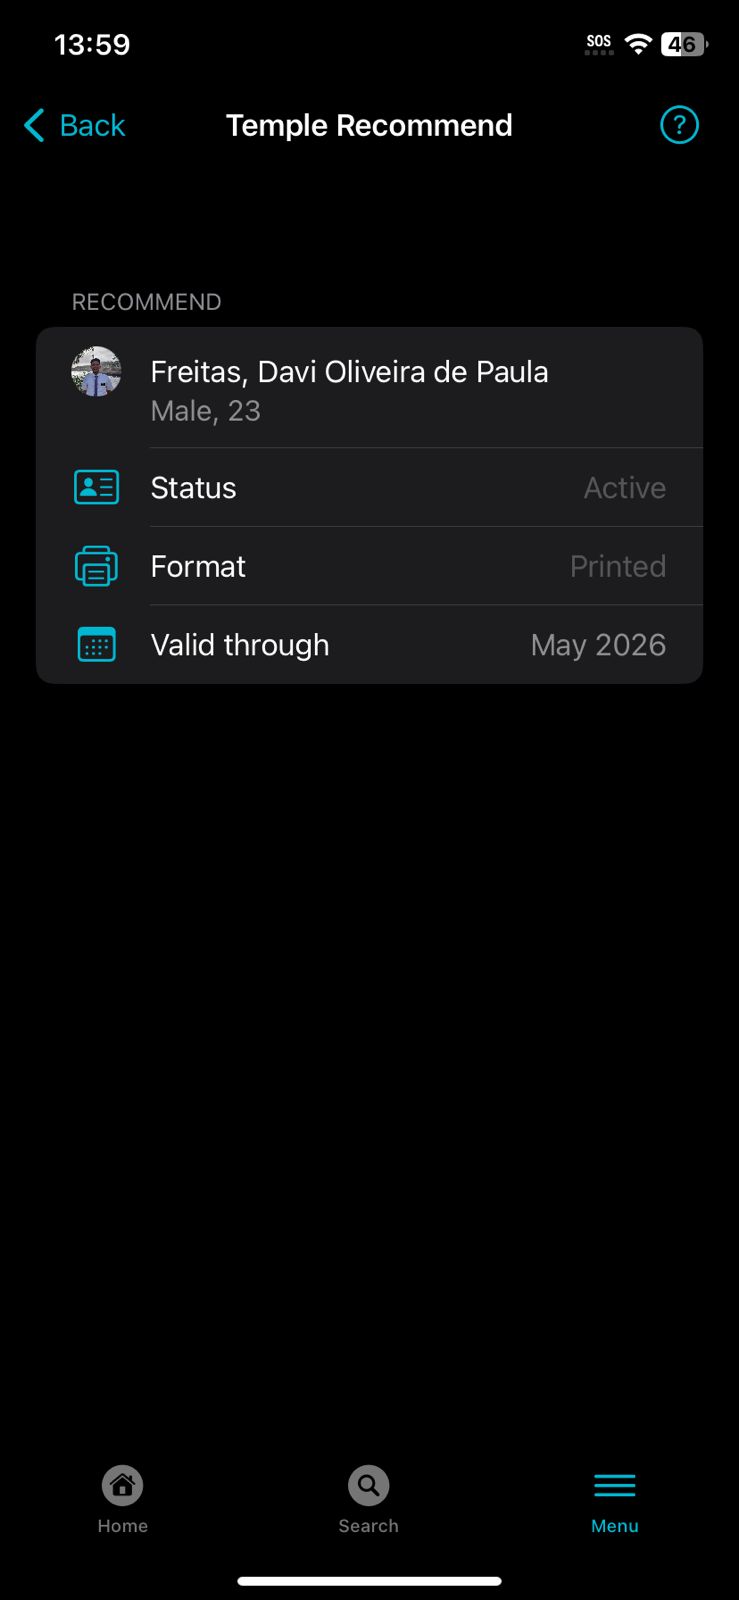 13:59
SOS
46
Back
Temple Recommend
?
RECOMMEND
Freitas, Davi Oliveira de Paula
Male, 23
Status Active
Format Printed
Valid through May 2026
Home
Search
Menu